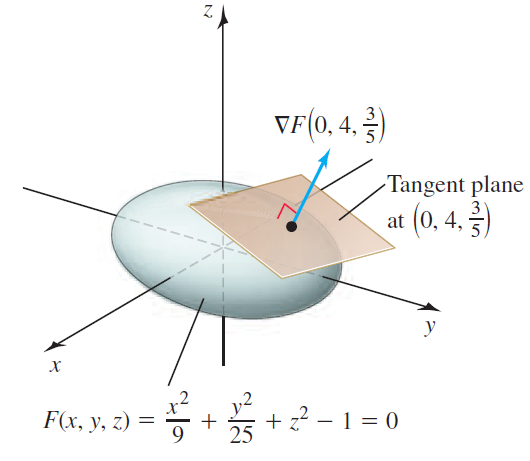 z
∇F(0, 4, 3/5)
Tangent plane
at (0, 4, 3/5)
y
x
F(x, y, z) = x²/9 + y²/25 + z² − 1 = 0